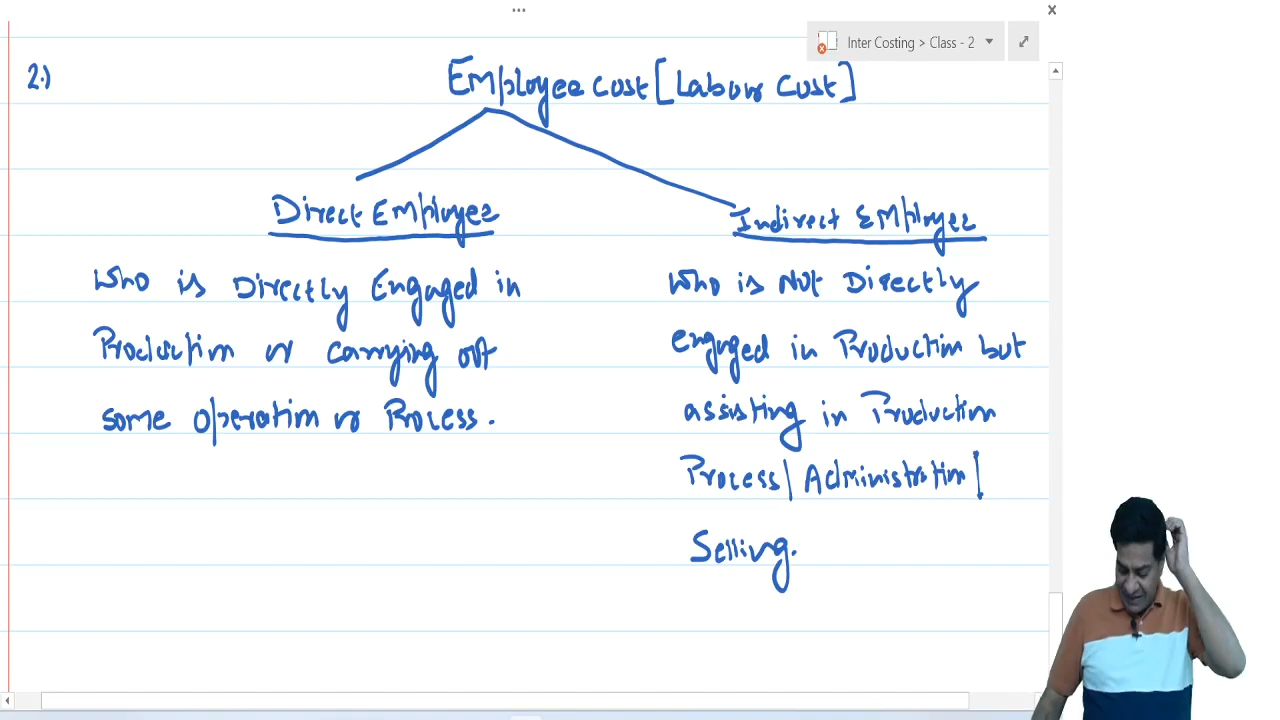 Inter Costing > Class - 2
2.)
Employee Cost [Labour Cost]
Direct Employee
Indirect Employee
Who is Directly Engaged in
Production or carrying out
some operation or Process.
Who is Not Directly
engaged in Production but
assisting in Production
Process | Administration |
Selling.